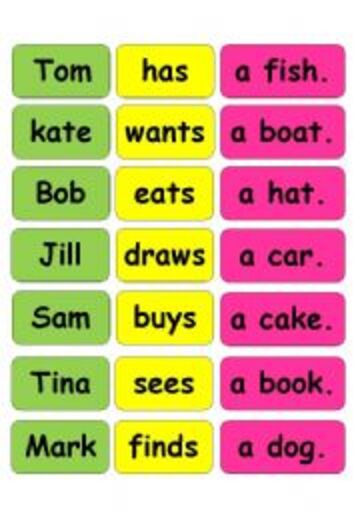 Tom has a fish.
kate wants a boat.
Bob eats a hat.
Jill draws a car.
Sam buys a cake.
Tina sees a book.
Mark finds a dog.